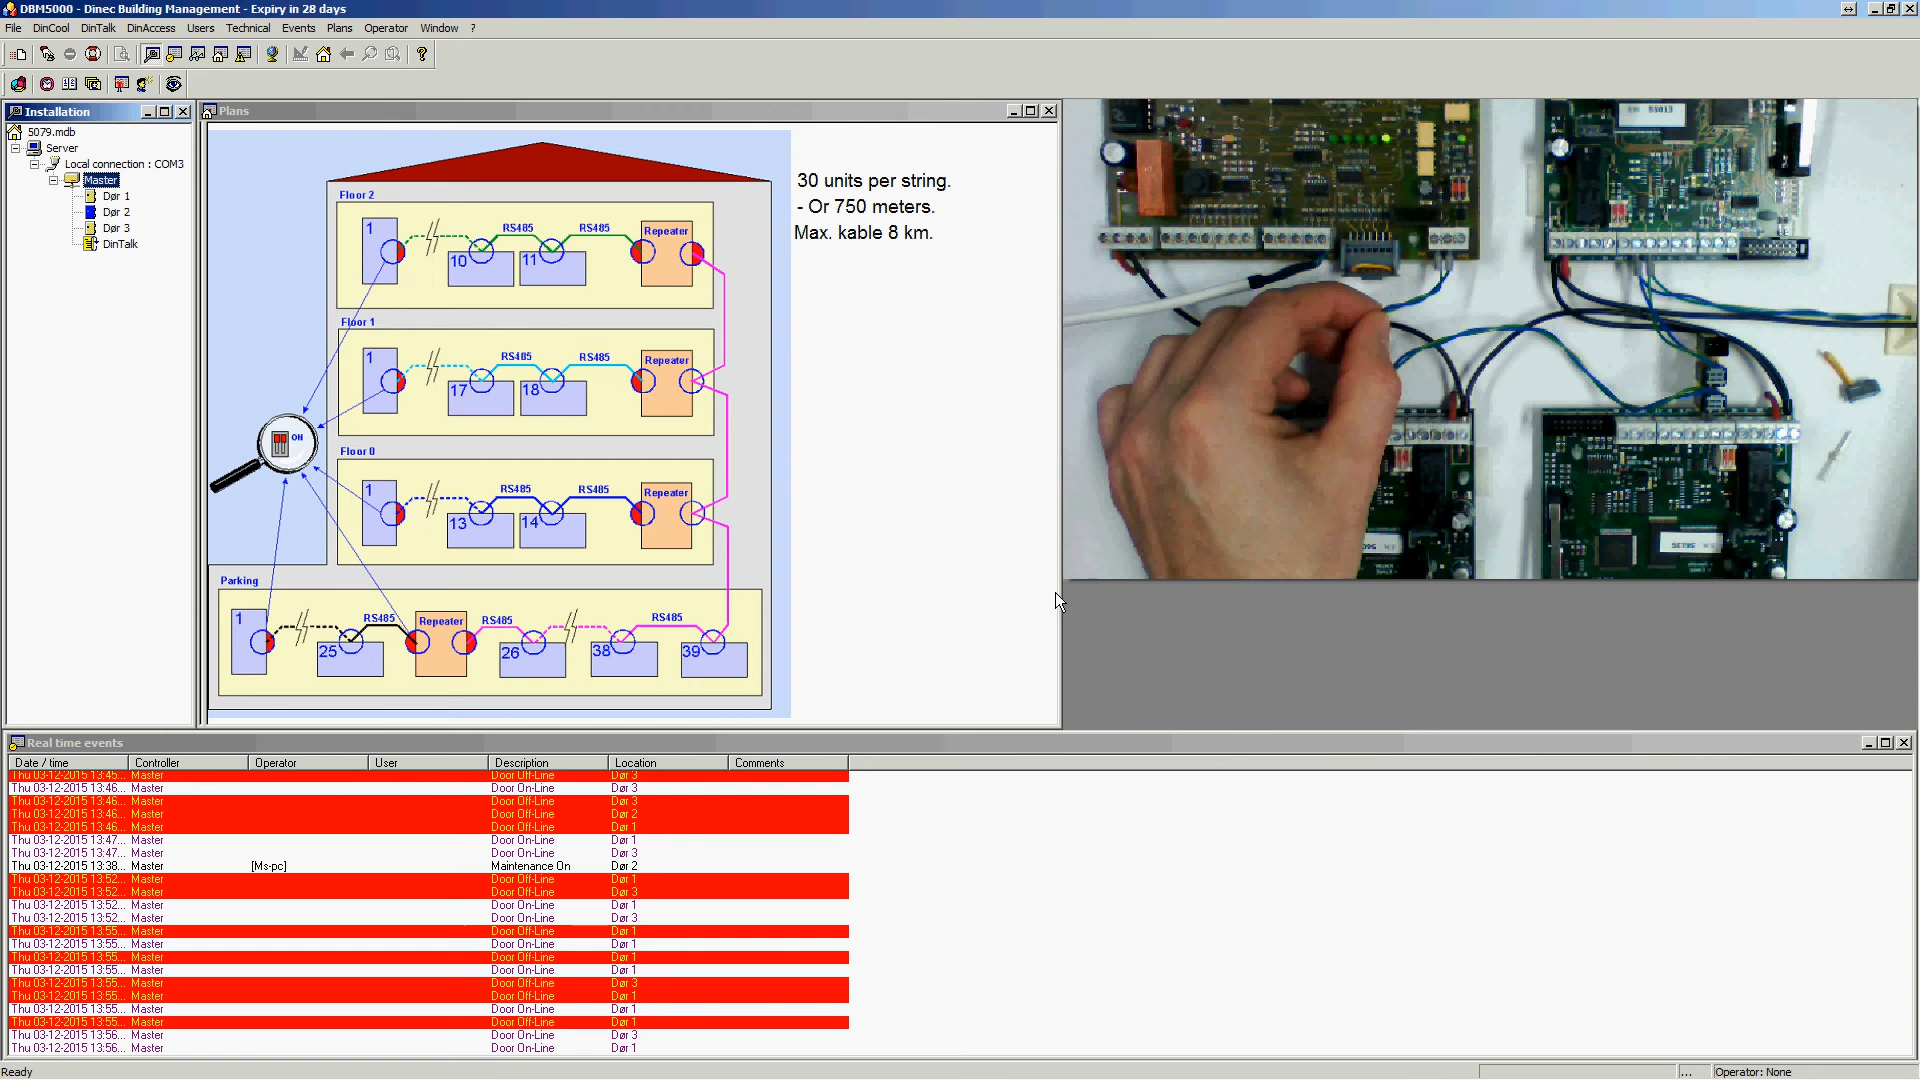 DBM5000 - Dinec Building Management - Expiry in 28 days
File DinCool DinTalk DinAccess Users Technical Events Plans Operator Window ?
Installation
5079.mdb
Server
Local connection : COM3
Master
Dør 1
Dør 2
Dør 3
DinTalk
Plans
Floor 2
1
10
RS485
11
RS485
Repeater
Floor 1
1
17
RS485
18
RS485
Repeater
ON
Floor 0
1
13
RS485
14
RS485
Repeater
Parking
1
25
RS485
Repeater
RS485
26
38
RS485
39
30 units per string.
- Or 750 meters.
Max. kable 8 km.
Real time events
Date / time Controller Operator User Description Location Comments
Thu 03-12-2015 13:45... Master Door Off-Line Dør 3
Thu 03-12-2015 13:46... Master Door On-Line Dør 3
Thu 03-12-2015 13:46... Master Door Off-Line Dør 3
Thu 03-12-2015 13:46... Master Door Off-Line Dør 2
Thu 03-12-2015 13:46... Master Door Off-Line Dør 1
Thu 03-12-2015 13:47... Master Door On-Line Dør 1
Thu 03-12-2015 13:47... Master Door On-Line Dør 3
Thu 03-12-2015 13:38... Master [Ms-pc] Maintenance On Dør 2
Thu 03-12-2015 13:52... Master Door Off-Line Dør 1
Thu 03-12-2015 13:52... Master Door Off-Line Dør 3
Thu 03-12-2015 13:52... Master Door On-Line Dør 1
Thu 03-12-2015 13:52... Master Door On-Line Dør 3
Thu 03-12-2015 13:55... Master Door Off-Line Dør 1
Thu 03-12-2015 13:55... Master Door On-Line Dør 1
Thu 03-12-2015 13:55... Master Door Off-Line Dør 1
Thu 03-12-2015 13:55... Master Door On-Line Dør 1
Thu 03-12-2015 13:55... Master Door Off-Line Dør 3
Thu 03-12-2015 13:55... Master Door Off-Line Dør 1
Thu 03-12-2015 13:55... Master Door On-Line Dør 1
Thu 03-12-2015 13:55... Master Door Off-Line Dør 1
Thu 03-12-2015 13:56... Master Door On-Line Dør 3
Thu 03-12-2015 13:56... Master Door On-Line Dør 1
Ready
...
Operator: None